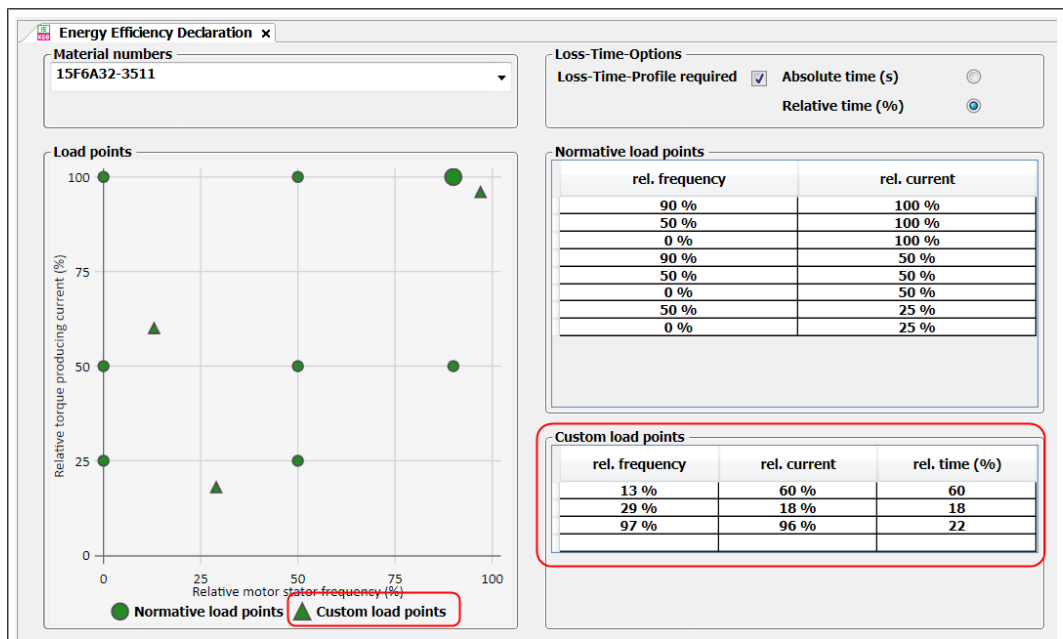 IE
KEB
Energy Efficiency Declaration x
Material numbers
15F6A32-3511
Loss-Time-Options
Loss-Time-Profile required
Absolute time (s)
Relative time (%)
Load points
100
75
50
25
0
Relative torque producing current (%)
0 25 50 75 100
Relative motor stator frequency (%)
Normative load points Custom load points
Normative load points
rel. frequency rel. current
90 % 100 %
50 % 100 %
0 % 100 %
90 % 50 %
50 % 50 %
0 % 50 %
50 % 25 %
0 % 25 %
Custom load points
rel. frequency rel. current rel. time (%)
13 % 60 % 60
29 % 18 % 18
97 % 96 % 22